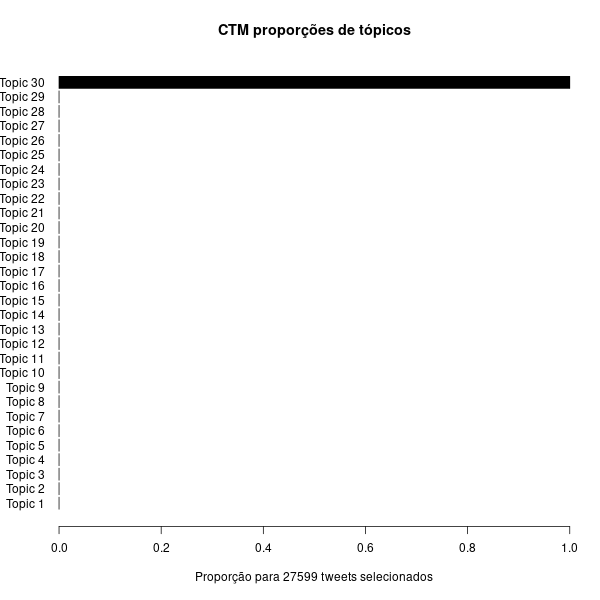 CTM proporções de tópicos
Topic 30
Topic 29
Topic 28
Topic 27
Topic 26
Topic 25
Topic 24
Topic 23
Topic 22
Topic 21
Topic 20
Topic 19
Topic 18
Topic 17
Topic 16
Topic 15
Topic 14
Topic 13
Topic 12
Topic 11
Topic 10
Topic 9
Topic 8
Topic 7
Topic 6
Topic 5
Topic 4
Topic 3
Topic 2
Topic 1
0.0 0.2 0.4 0.6 0.8 1.0
Proporção para 27599 tweets selecionados